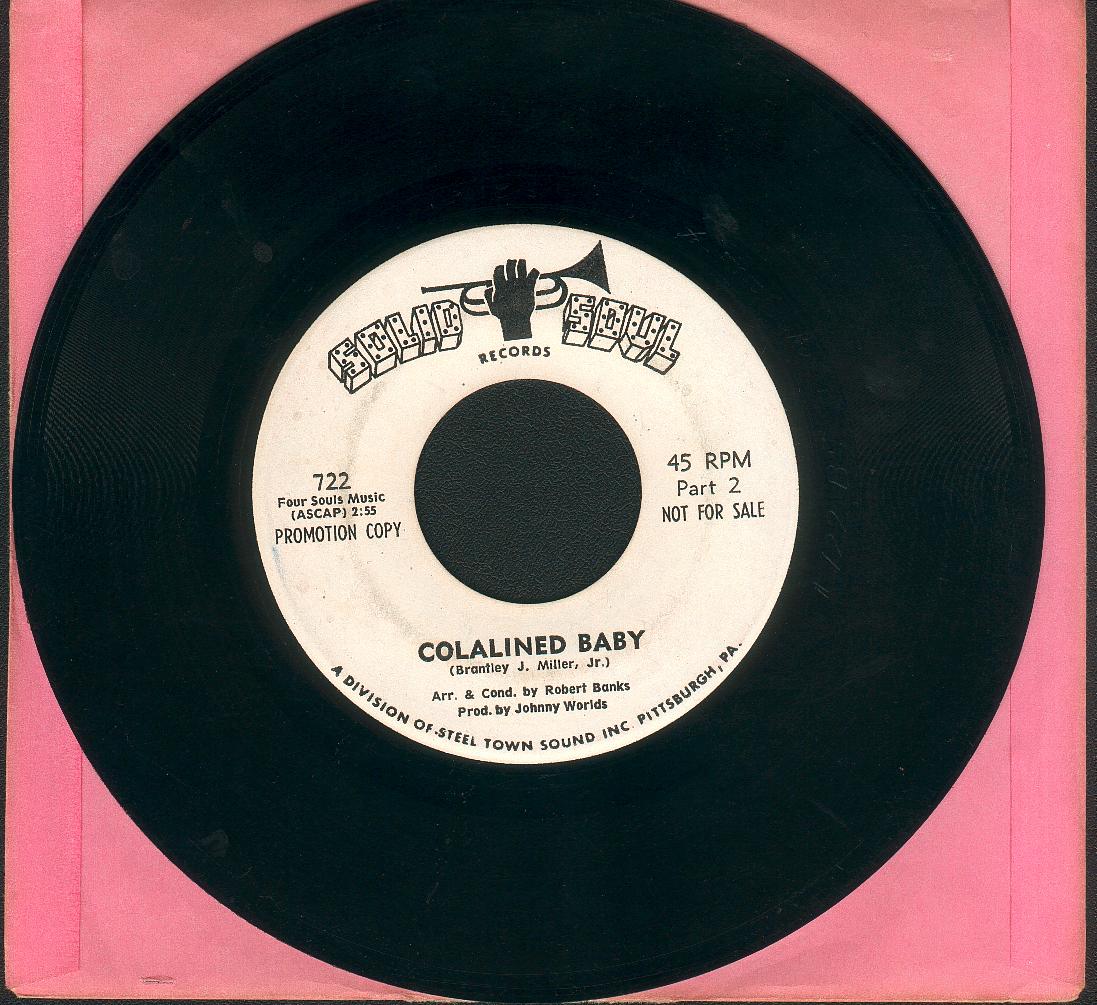 SOLID SOUL
RECORDS
722
Four Souls Music
(ASCAP) 2:55
PROMOTION COPY
45 RPM
Part 2
NOT FOR SALE
COLALINED BABY
(Brantley J. Miller, Jr.)
Arr. & Cond. by Robert Banks
Prod. by Johnny Worlds
A DIVISION OF STEEL TOWN SOUND INC. PITTSBURGH, PA.